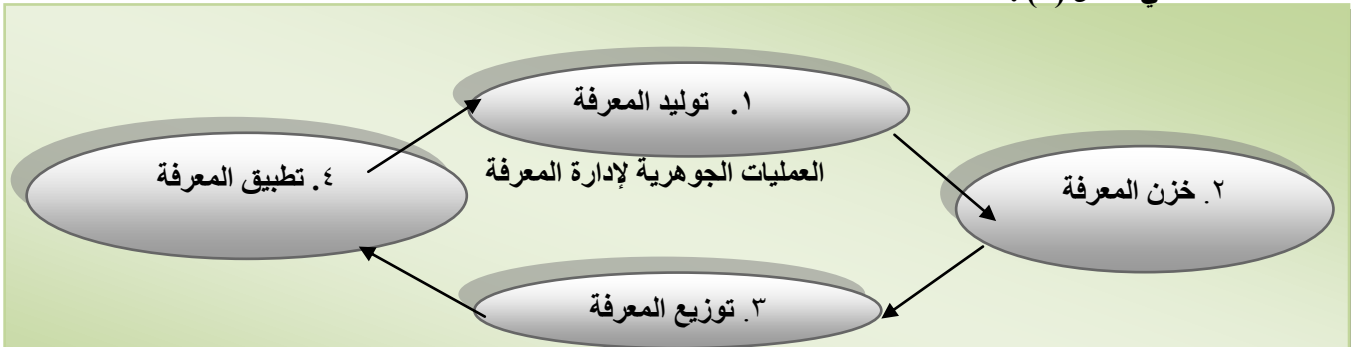 ١. توليد المعرفة
العمليات الجوهرية لإدارة المعرفة
٢. خزن المعرفة
٣. توزيع المعرفة
٤. تطبيق المعرفة